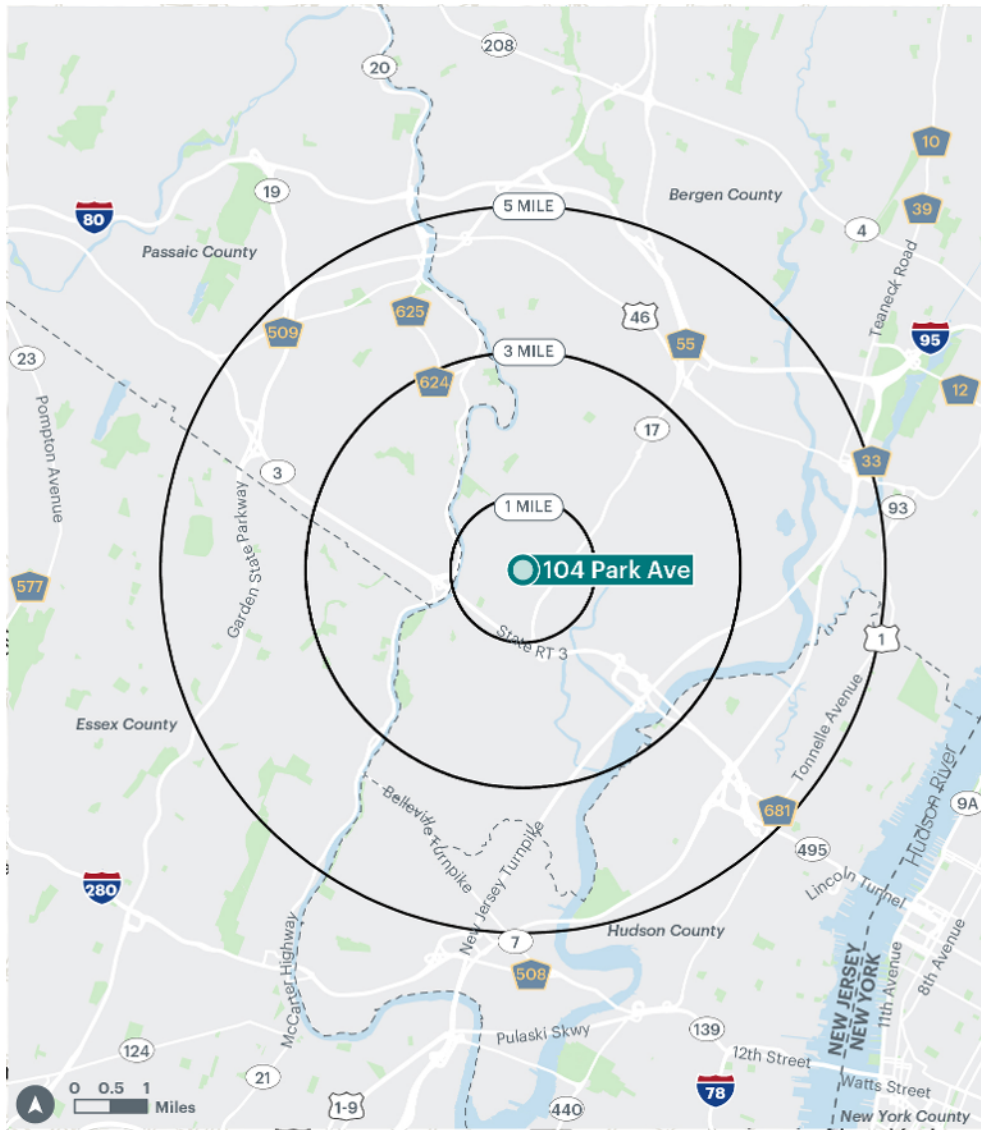 208
20
10
19
5 MILE
Bergen County
39
80
4
Passaic County
Teaneck Road
625
46
509
55
95
23
3 MILE
624
12
Pompton Avenue
17
3
33
1 MILE
93
Garden State Parkway
104 Park Ave
577
State RT 3
1
Essex County
Tonnelle Avenue
Hudson River
Belleville Turnpike
681
9A
New Jersey Turnpike
495
280
Lincoln Tunnel
McCarter Highway
7
Hudson County
508
8th Avenue
11th Avenue
NEW JERSEY
NEW YORK
Pulaski Skwy
139
124
12th Street
21
78
Watts Street
0 0.5 1
Miles
1-9
440
New York County